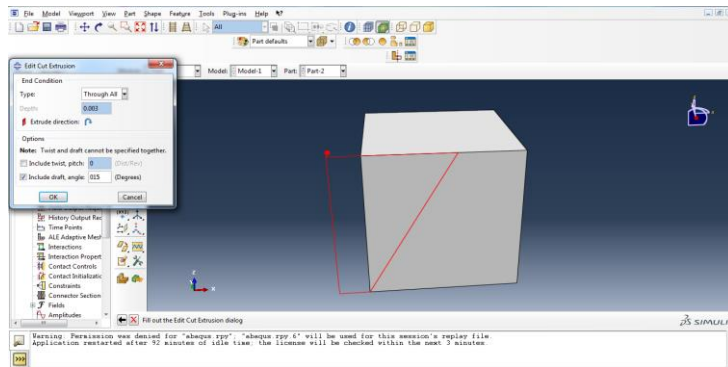 File Model Viewport View Part Shape Feature Tools Plug-ins Help
All
Part defaults
Edit Cut Extrusion
Model: Model-1 Part: Part-2
End Condition
Type: Through All
Depth: 0.003
Extrude direction:
Options
Note: Twist and draft cannot be specified together.
Include twist, pitch: 0 (Dist/Rev)
Include draft, angle: 015 (Degrees)
OK Cancel
History Output Rec
Time Points
ALE Adaptive Mesh
Interactions
Interaction Propert
Contact Controls
Contact Initializatic
Constraints
Connector Section
Fields
Amplitudes
z
x
Fill out the Edit Cut Extrusion dialog
SIMULI
Warning: Permission was denied for "abaqus.rpy"; "abaqus.rpy.6" will be used for this session's replay file.
Application restarted after 92 minutes of idle time; the license will be checked within the next 3 minutes.
>>>